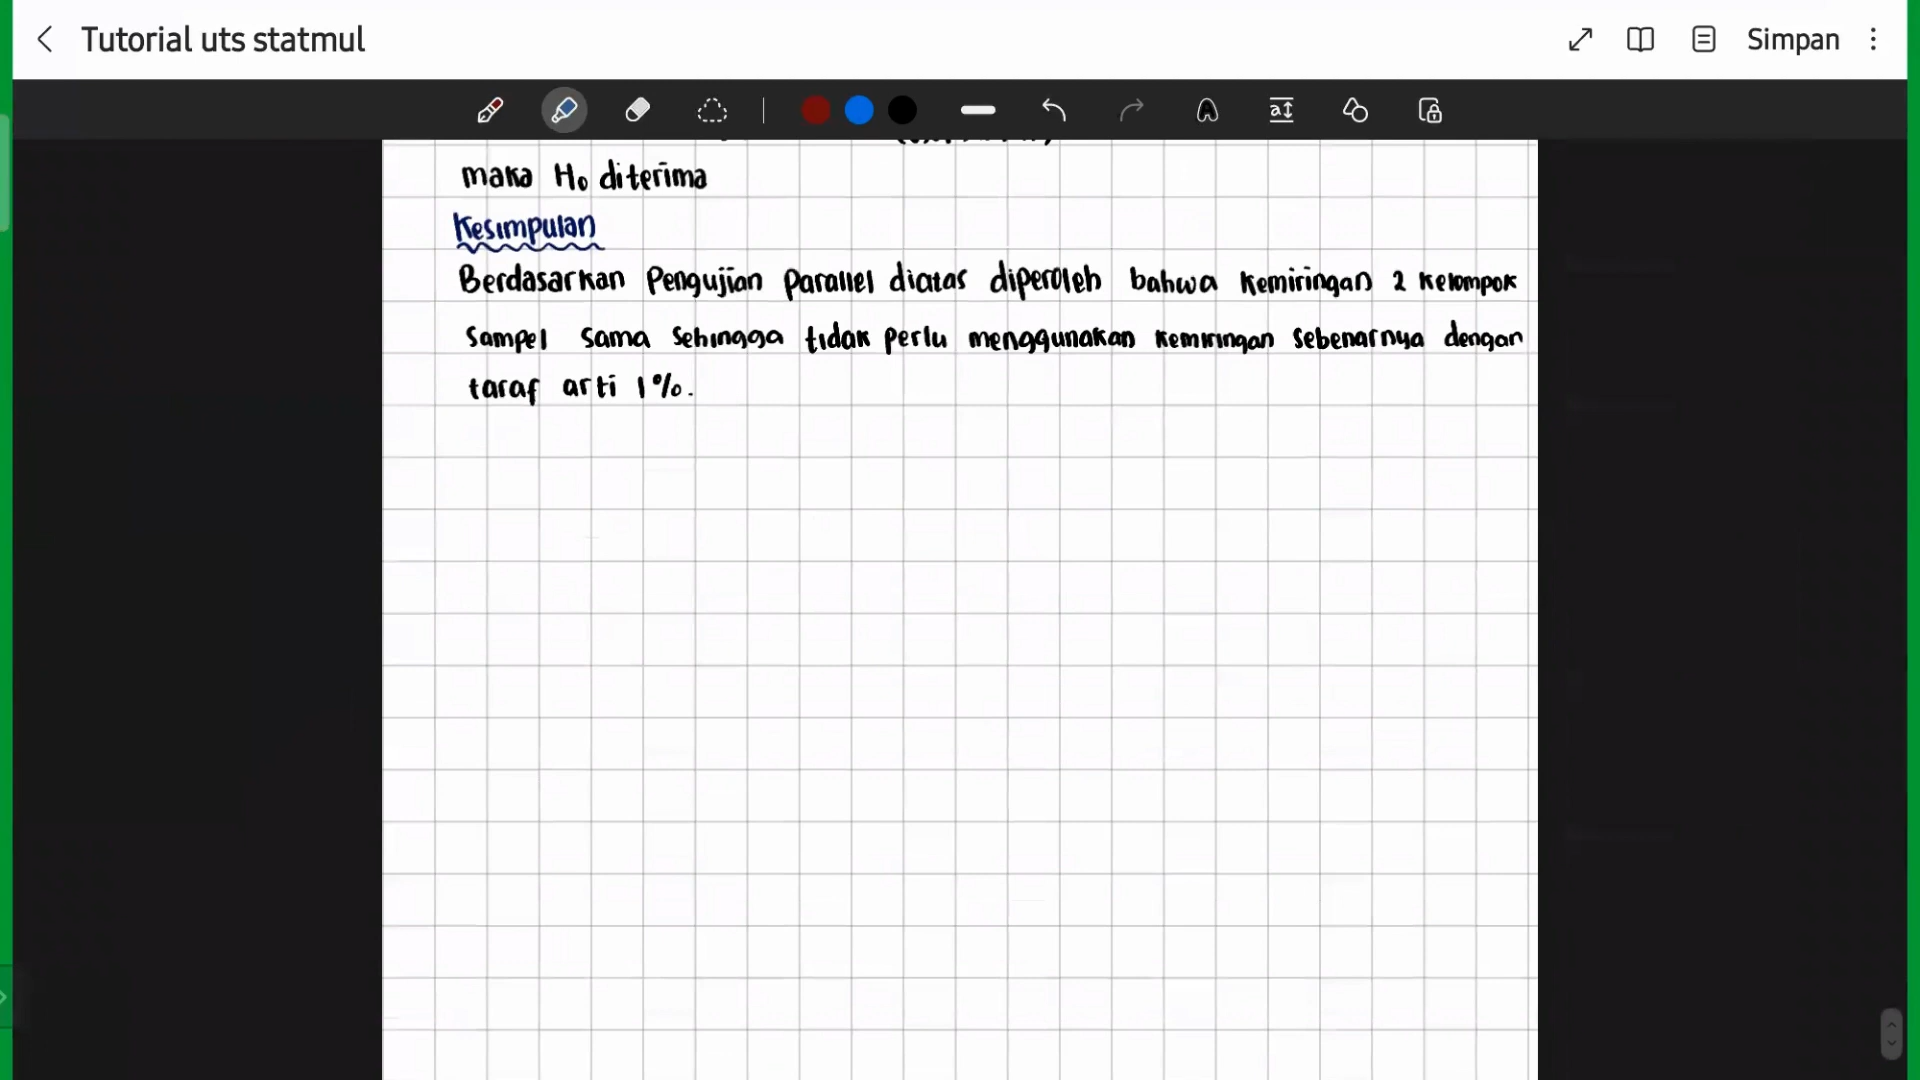 Tutorial uts statmul
Simpan
maka H₀ diterima
Kesimpulan
Berdasarkan Pengujian Parallel diatas diperoleh bahwa kemiringan 2 kelompok
sampel sama sehingga tidak perlu menggunakan kemiringan sebenarnya dengan
taraf arti 1%.